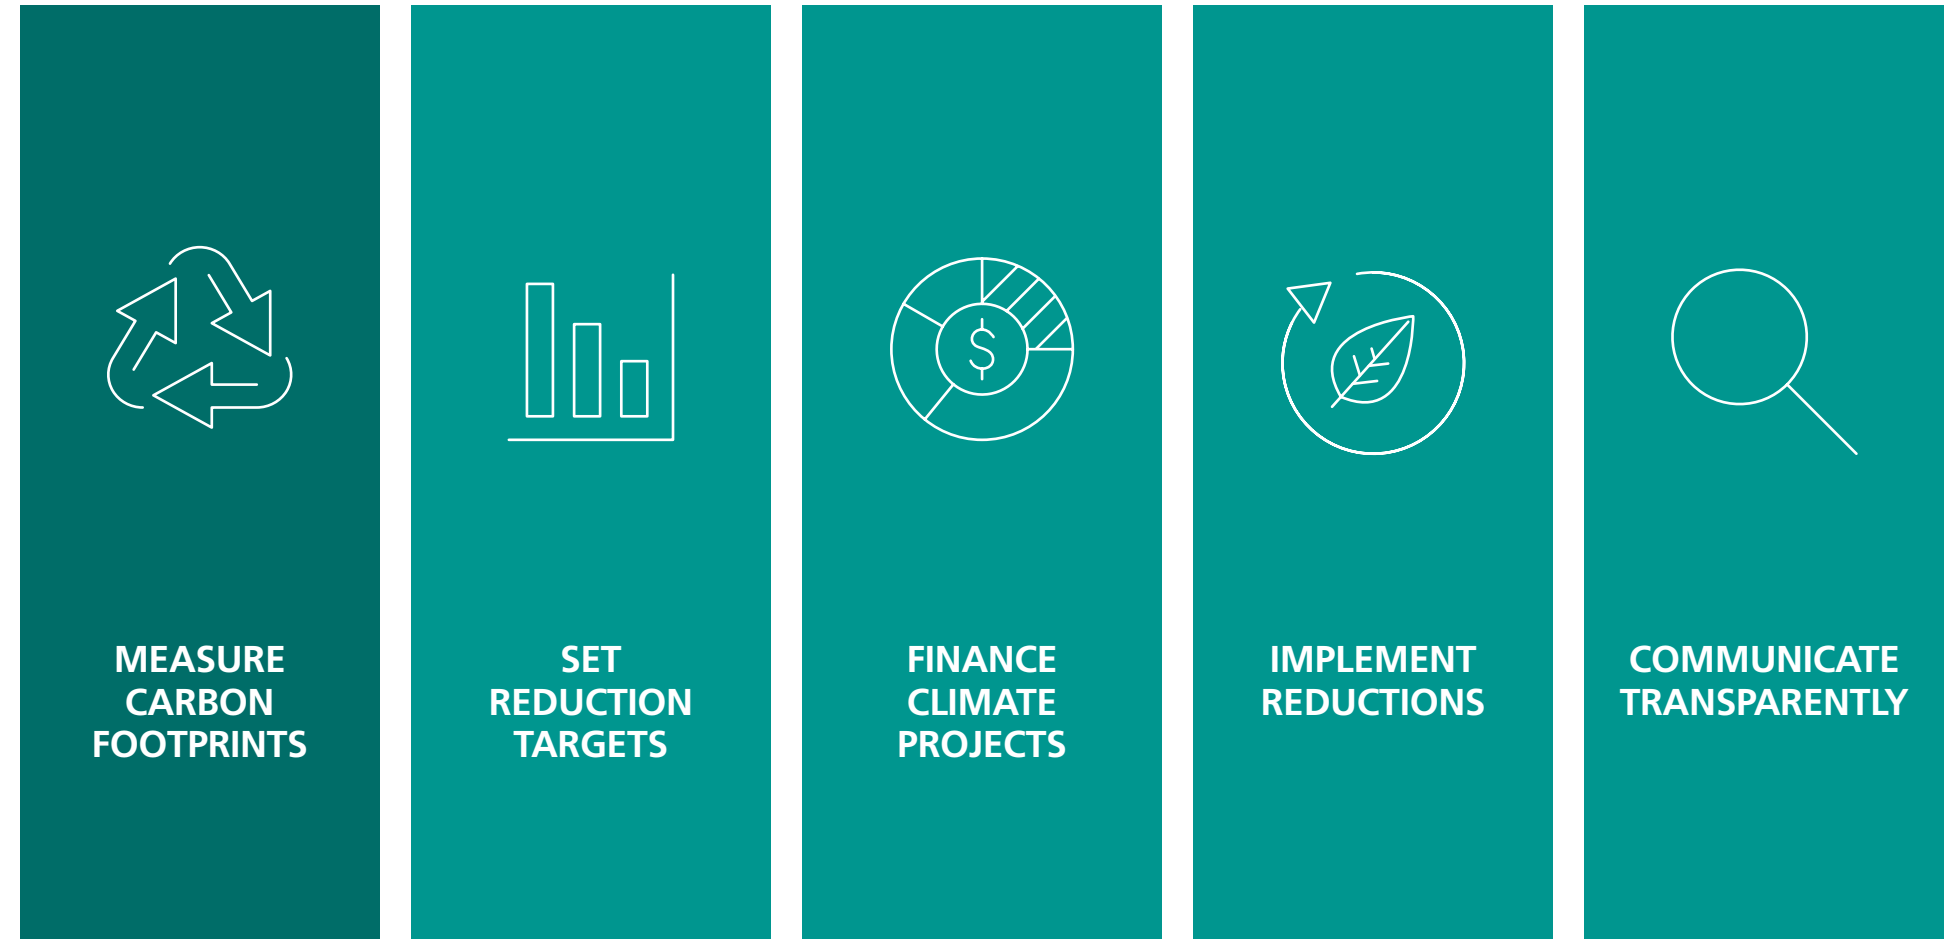 MEASURE
CARBON
FOOTPRINTS
SET
REDUCTION
TARGETS
$
FINANCE
CLIMATE
PROJECTS
IMPLEMENT
REDUCTIONS
COMMUNICATE
TRANSPARENTLY